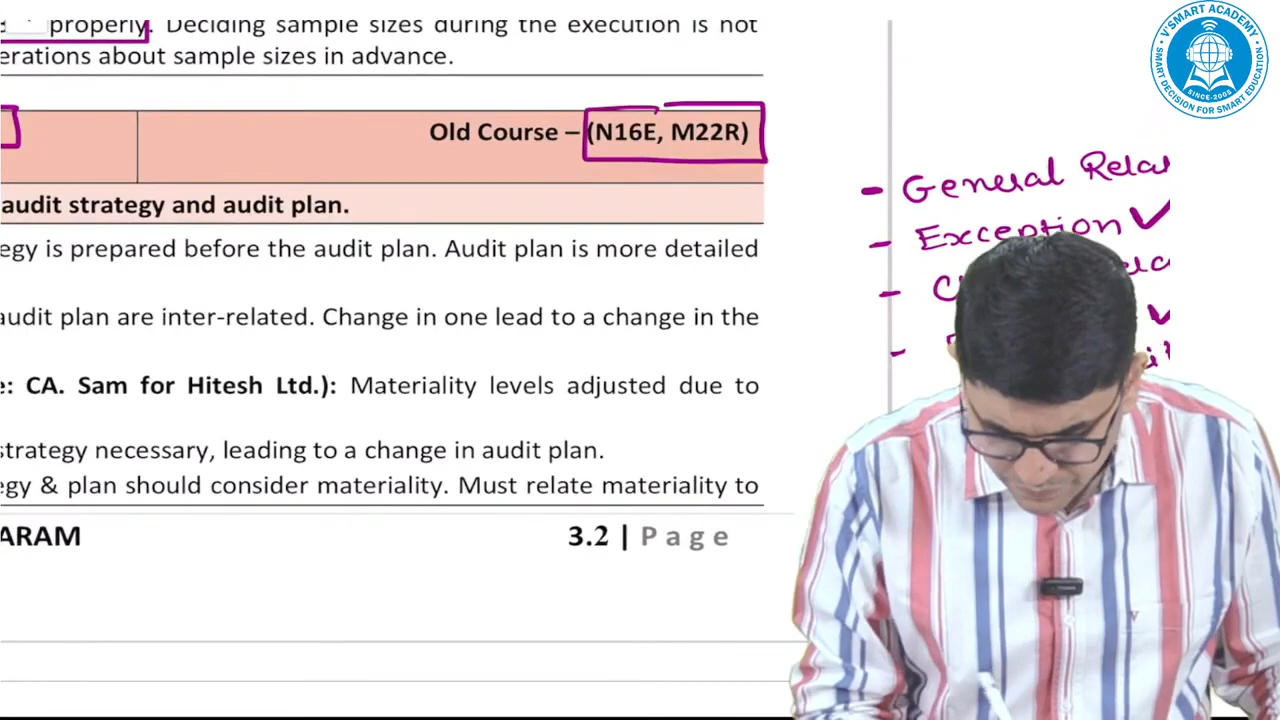 properly. Deciding sample sizes during the execution is not
erations about sample sizes in advance.
Old Course – (N16E, M22R)
audit strategy and audit plan.
egy is prepared before the audit plan. Audit plan is more detailed
audit plan are inter-related. Change in one lead to a change in the
e: CA. Sam for Hitesh Ltd.): Materiality levels adjusted due to
strategy necessary, leading to a change in audit plan.
egy & plan should consider materiality. Must relate materiality to
ARAM
3.2 | Page
- General Rela
- Exception ✓
V'SMART ACADEMY
SINCE-2005
SMART DECISION FOR SMART EDUCATION